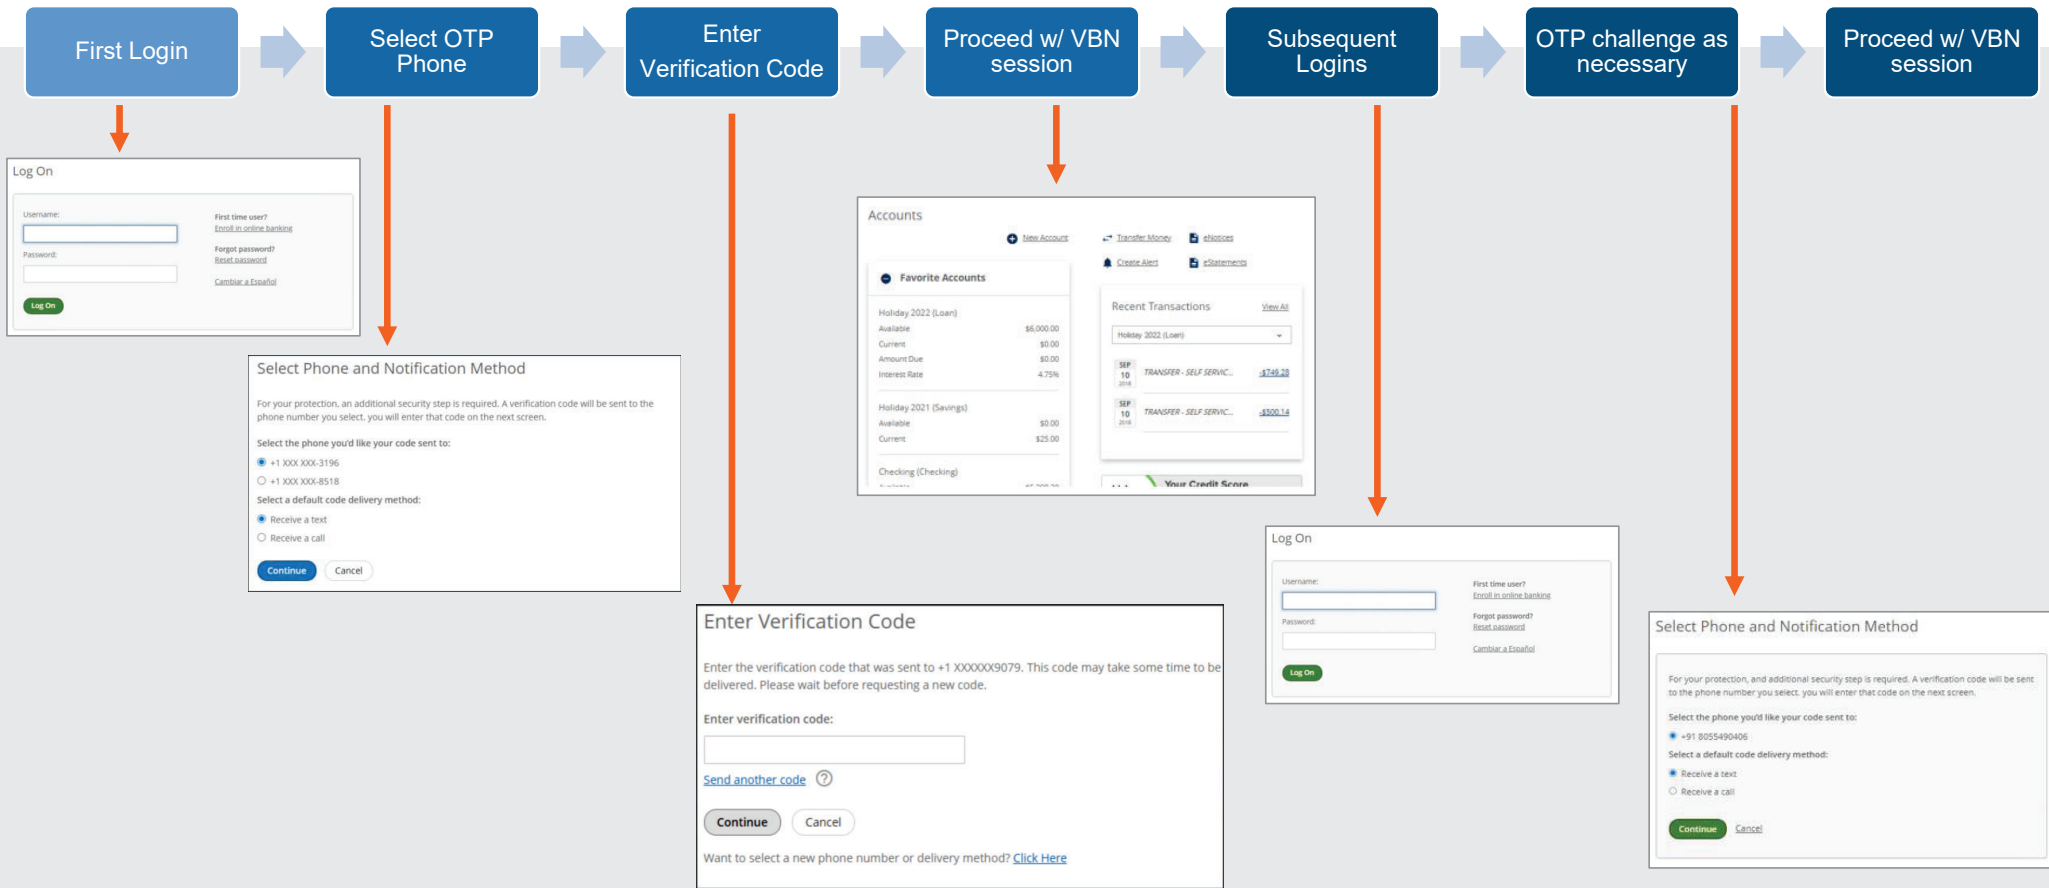 First Login
Select OTP
Phone
Enter
Verification Code
Proceed w/ VBN
session
Subsequent
Logins
OTP challenge as
necessary
Proceed w/ VBN
session
Log On
Username:
Password:
Log On
First time user?
Enroll in online banking
Forgot password?
Reset password
Cambiar a Español
Select Phone and Notification Method
For your protection, an additional security step is required. A verification code will be sent to the
phone number you select. you will enter that code on the next screen.
Select the phone you'd like your code sent to:
+1 XXX XXX-3196
+1 XXX XXX-8518
Select a default code delivery method:
Receive a text
Receive a call
Continue Cancel
Enter Verification Code
Enter the verification code that was sent to +1 XXXXXX9079. This code may take some time to be
delivered. Please wait before requesting a new code.
Enter verification code:
Send another code ?
Continue Cancel
Want to select a new phone number or delivery method? Click Here
Accounts
New Account
Transfer Money eNotices
Create Alert eStatements
Favorite Accounts
Holiday 2022 (Loan)
Available $6,000.00
Current $0.00
Amount Due $0.00
Interest Rate 4.75%
Holiday 2021 (Savings)
Available $0.00
Current $25.00
Checking (Checking)
Recent Transactions View All
Holiday 2022 (Loan)
SEP
10
2018
TRANSFER - SELF SERVIC... -$749.28
SEP
10
2018
TRANSFER - SELF SERVIC... -$500.14
Your Credit Score
Log On
Username:
Password:
Log On
First time user?
Enroll in online banking
Forgot password?
Reset password
Cambiar a Español
Select Phone and Notification Method
For your protection, and additional security step is required. A verification code will be sent
to the phone number you select. you will enter that code on the next screen.
Select the phone you'd like your code sent to:
+91 8055490406
Select a default code delivery method:
Receive a text
Receive a call
Continue Cancel